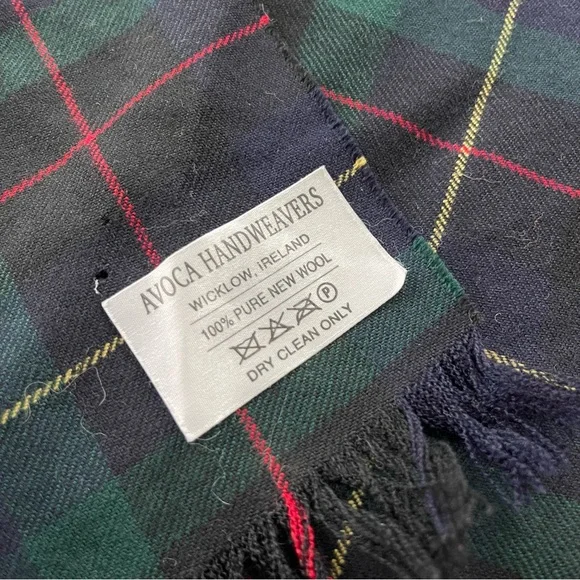 AVOCA HANDWEAVERS
WICKLOW, IRELAND
100% PURE NEW WOOL
P
DRY CLEAN ONLY